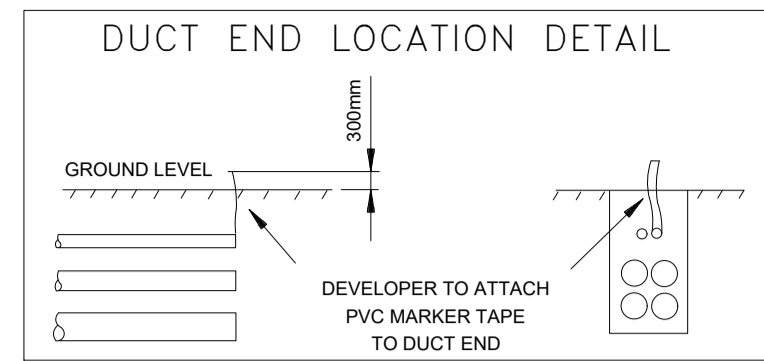 DUCT END LOCATION DETAIL
300mm
GROUND LEVEL
DEVELOPER TO ATTACH
PVC MARKER TAPE
TO DUCT END